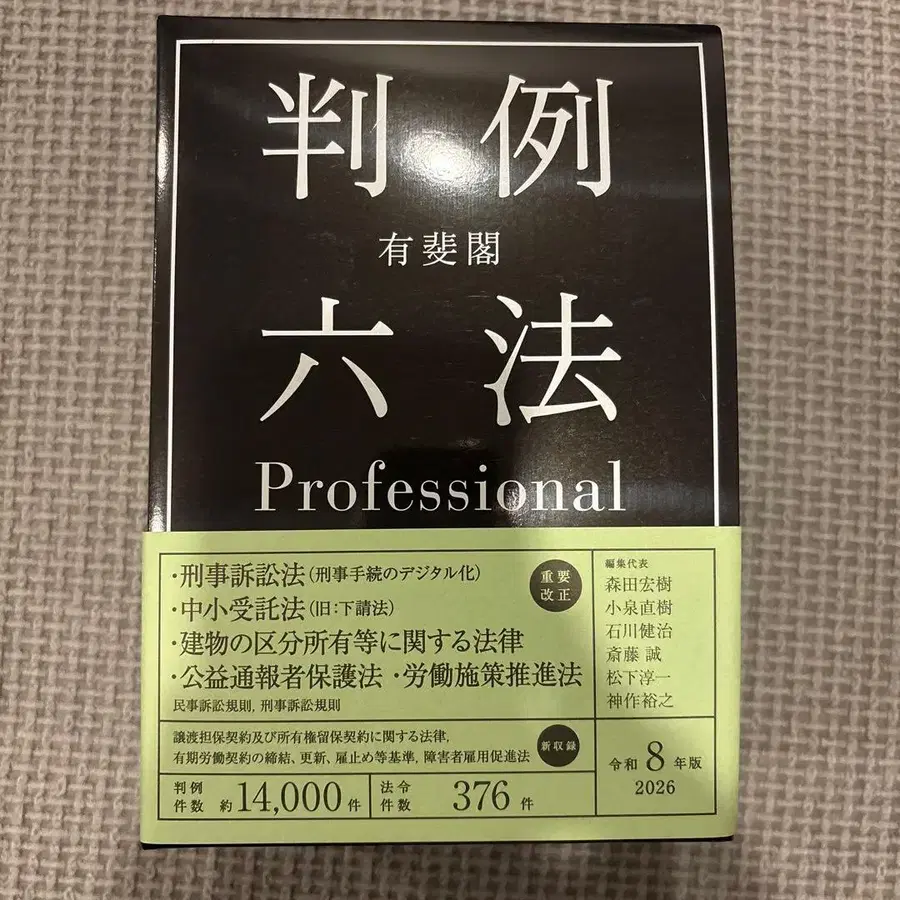 判例
有斐閣
六法
Professional
・刑事訴訟法(刑事手続のデジタル化)
・中小受託法(旧:下請法)
・建物の区分所有等に関する法律
・公益通報者保護法 ・労働施策推進法
民事訴訟規則, 刑事訴訟規則
重要
改正
譲渡担保契約及び所有権留保契約に関する法律,
有期労働契約の締結、更新、雇止め等基準, 障害者雇用促進法
新収録
判例件数 約14,000件
法令件数 376件
編集代表
森田宏樹
小泉直樹
石川健治
斎藤 誠
松下淳一
神作裕之
令和8年版
2026